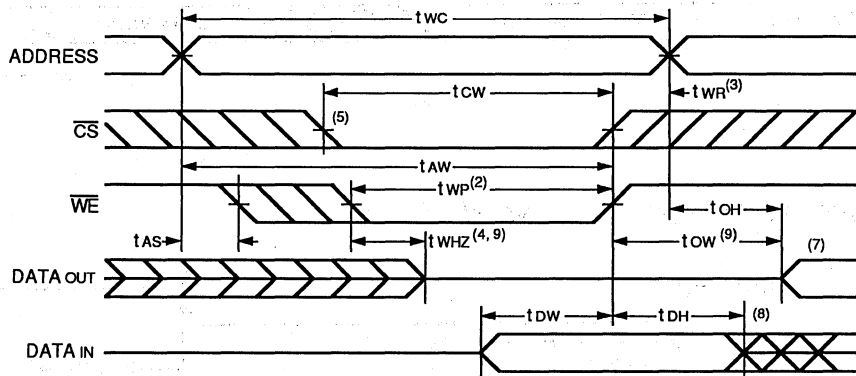 tWC
ADDRESS
tCW
tWR(3)
(5)
CS
tAW
tWP(2)
WE
tOH
tAS
tWHZ(4, 9)
tOW(9)
(7)
DATA OUT
tDW
tDH
(8)
DATA IN